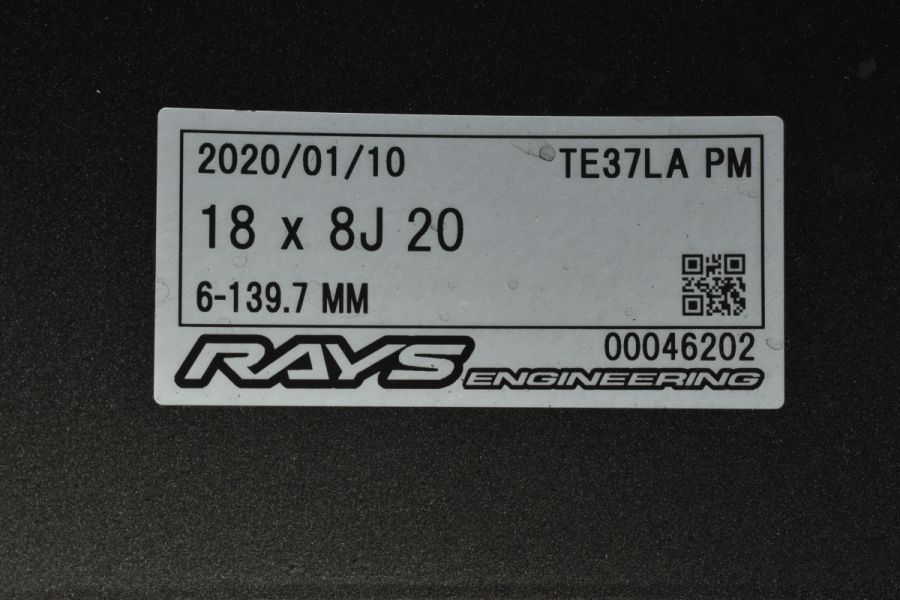 2020/01/10 TE37LA PM
18 x 8J 20
6-139.7 MM
00046202
RAYS ENGINEERING